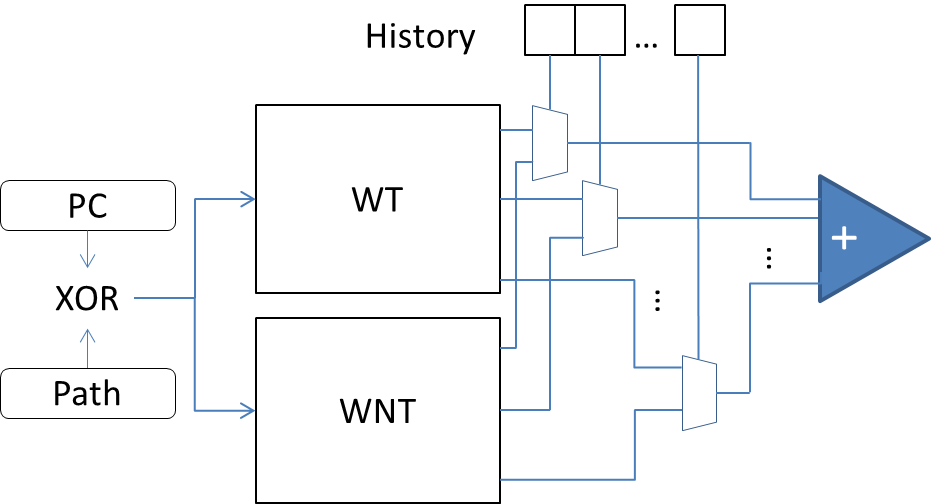 History
...
WT
PC
+
...
XOR
...
Path
WNT